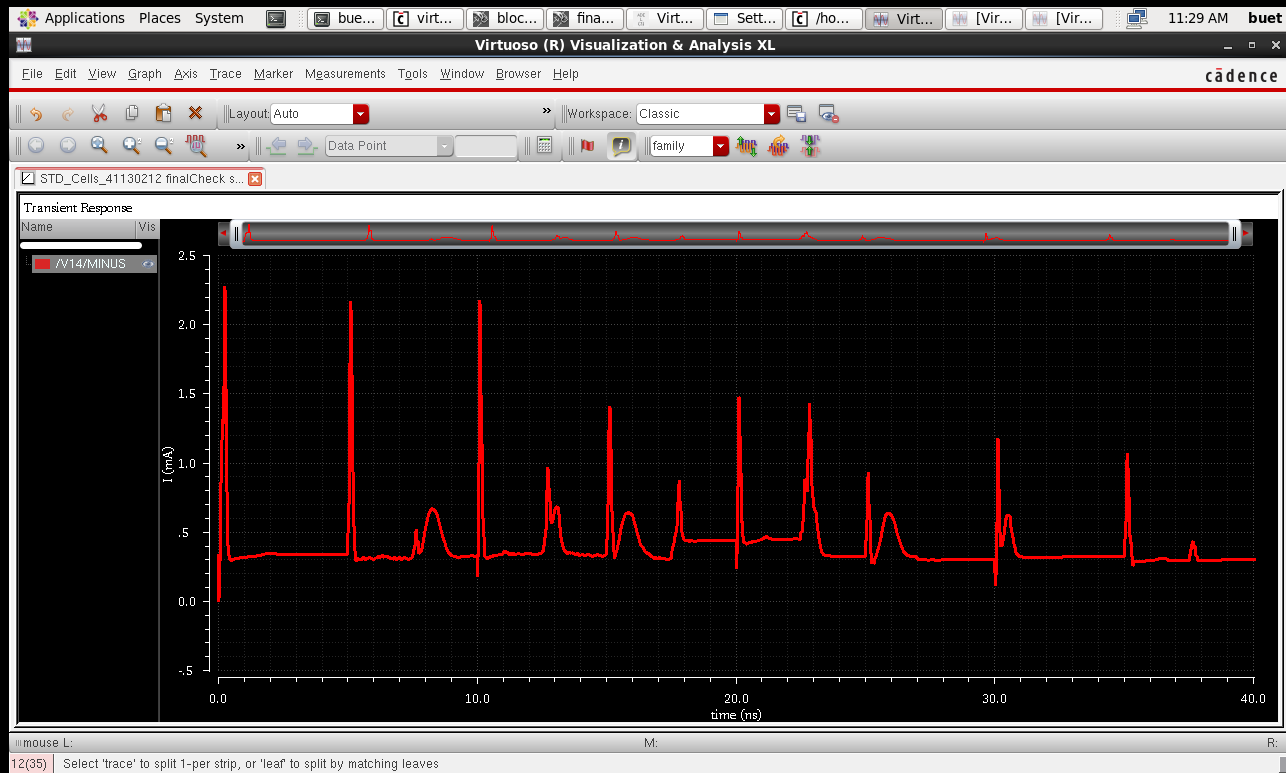 Applications Places System bue... virt... bloc... fina... Virt... Sett... /ho... Virt... [Vir... [Vir... 11:29 AM buet
Virtuoso (R) Visualization & Analysis XL
File Edit View Graph Axis Trace Marker Measurements Tools Window Browser Help cādence
Layout Auto » Workspace: Classic
» Data Point family
STD_Cells_41130212 finalCheck s...
Transient Response
Name Vis
/V14/MINUS
2.5
2.0
1.5
1.0
.5
0.0
-.5
I (mA)
0.0 10.0 20.0 30.0 40.0
time (ns)
mouse L: M: R:
12(35) Select 'trace' to split 1-per strip, or 'leaf' to split by matching leaves